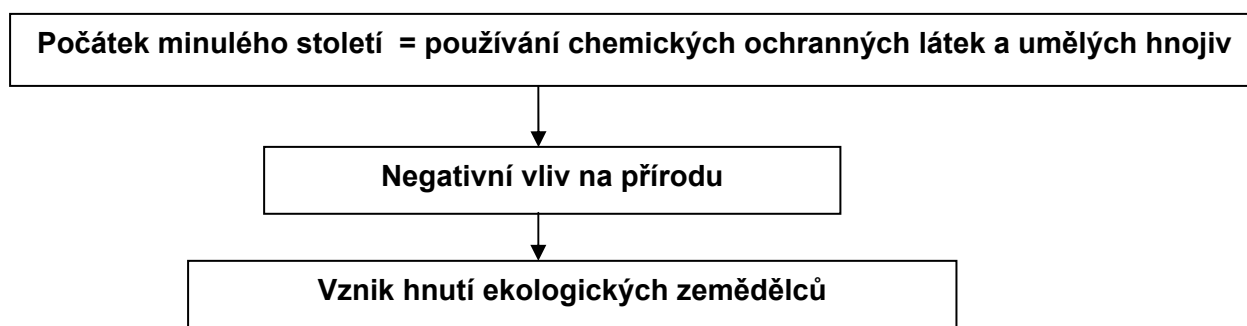 Počátek minulého století = používání chemických ochranných látek a umělých hnojiv
Negativní vliv na přírodu
Vznik hnutí ekologických zemědělců